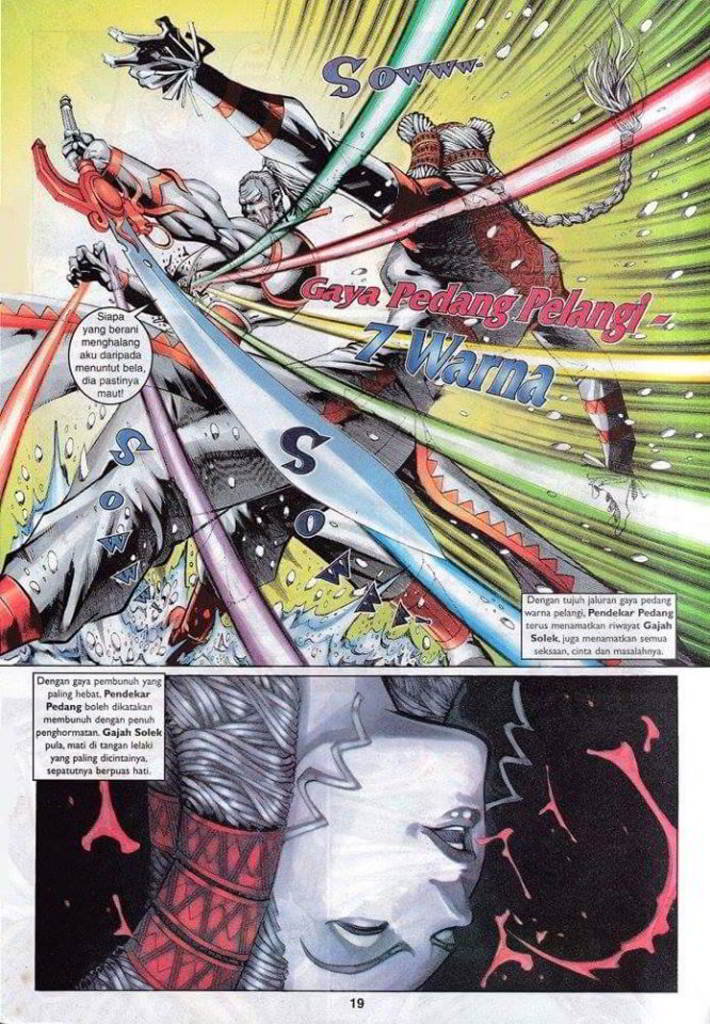 Sowww-
Gaya Pedang Pelangi -
7 Warna
Siapa
yang berani
menghalang
aku daripada
menuntut bela,
dia pastinya
maut!
Sowww
Sowwww
Dengan tujuh jaluran gaya pedang
warna pelangi, Pendekar Pedang
terus menamatkan riwayat Gajah
Solek, juga menamatkan semua
seksaan, cinta dan masalahnya.
Dengan gaya pembunuh yang
paling hebat, Pendekar
Pedang boleh dikatakan
membunuh dengan penuh
penghormatan. Gajah Solek
pula, mati di tangan lelaki
yang paling dicintainya,
sepatutnya berpuas hati.
19